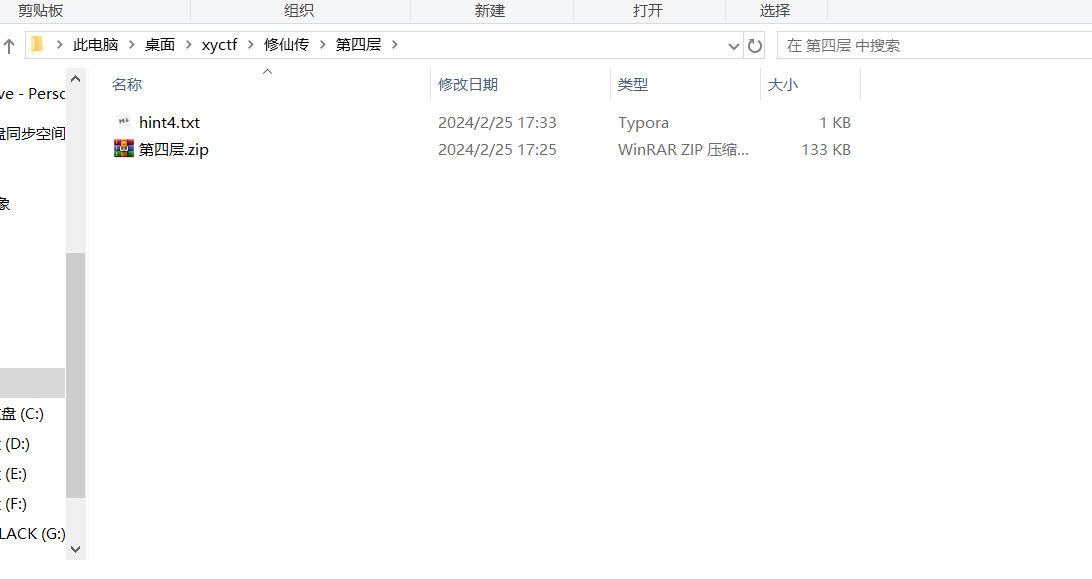 剪贴板 组织 新建 打开 选择
此电脑 桌面 xyctf 修仙传 第四层 在 第四层 中搜索
ve - Persc
名称 修改日期 类型 大小
hint4.txt 2024/2/25 17:33 Typora 1 KB
盘同步空间
第四层.zip 2024/2/25 17:25 WinRAR ZIP 压缩... 133 KB
象
盘 (C:)
(D:)
(E:)
(F:)
LACK (G:)